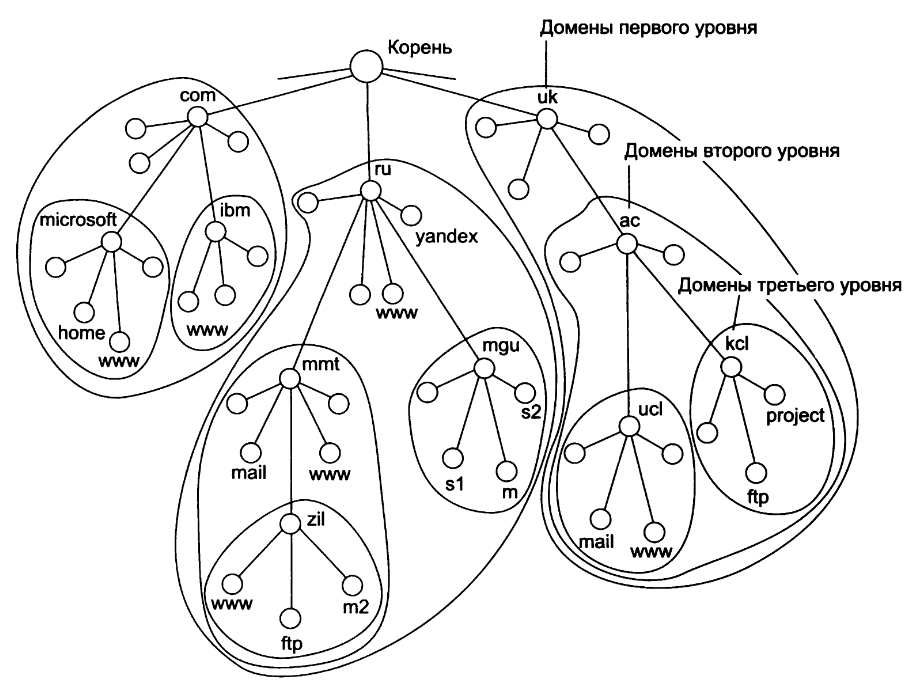 Домены первого уровня
Корень
com
uk
Домены второго уровня
ru
microsoft
ibm
yandex
ac
Домены третьего уровня
home
www
www
www
mmt
mgu
kcl
s2
ucl
project
mail
www
s1
m
ftp
zil
mail
www
www
m2
ftp